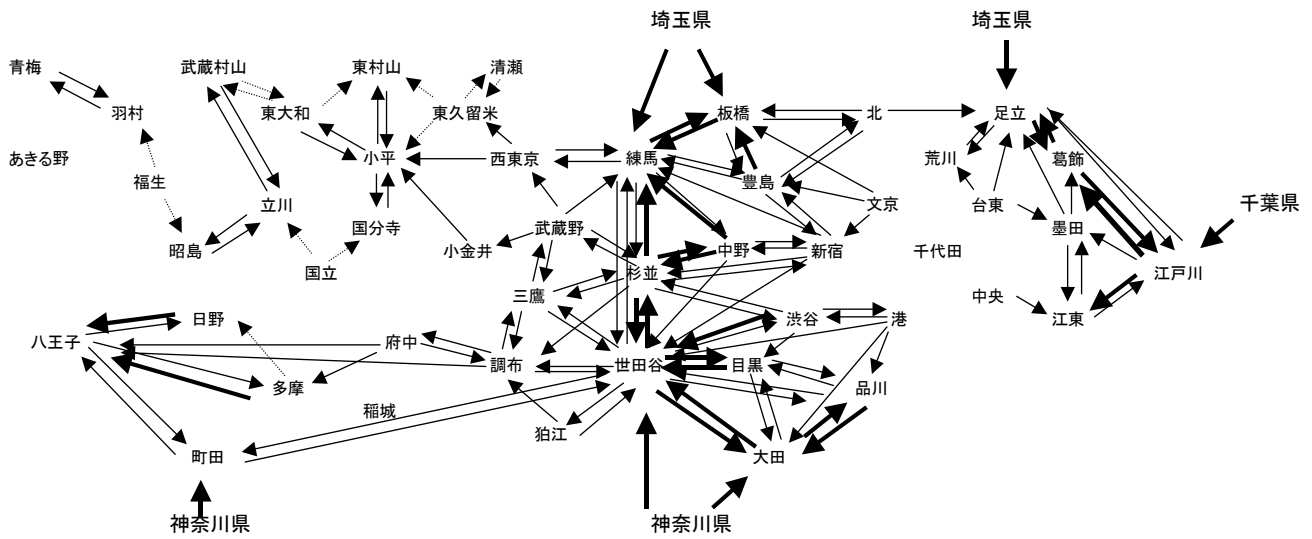 埼玉県
埼玉県
青梅
武蔵村山
東村山
清瀬
羽村
東大和
東久留米
板橋
北
足立
あきる野
小平
西東京
練馬
荒川
葛飾
福生
豊島
立川
文京
台東
千葉県
国分寺
武蔵野
墨田
昭島
小金井
中野
新宿
千代田
国立
杉並
江戸川
三鷹
中央
日野
渋谷
港
江東
八王子
府中
調布
世田谷
目黒
多摩
品川
稲城
狛江
町田
大田
神奈川県
神奈川県